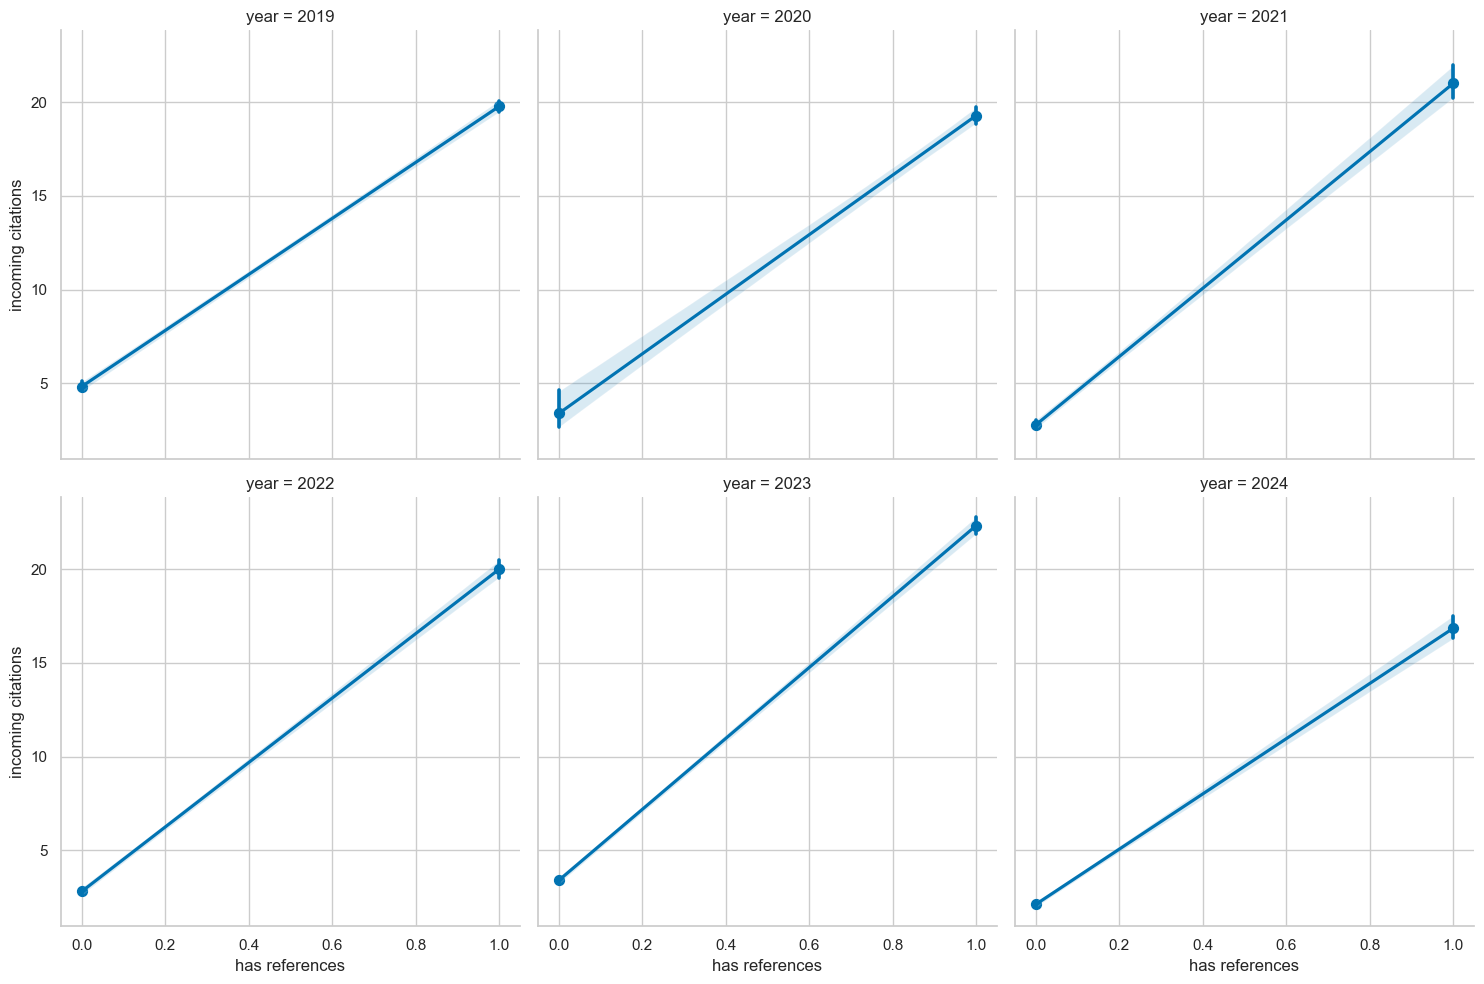 year = 2019
year = 2020
year = 2021
20
15
10
5
incoming citations
year = 2022
year = 2023
year = 2024
20
15
10
5
incoming citations
0.0 0.2 0.4 0.6 0.8 1.0
0.0 0.2 0.4 0.6 0.8 1.0
0.0 0.2 0.4 0.6 0.8 1.0
has references
has references
has references